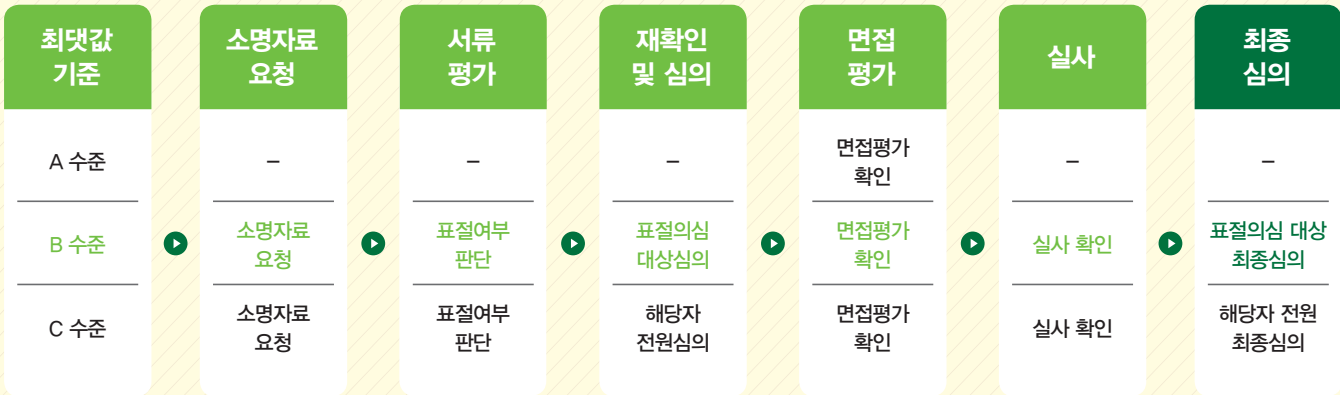 최댓값
기준
소명자료
요청
서류
평가
재확인
및 심의
면접
평가
실사
최종
심의
A 수준
–
–
–
면접평가
확인
–
–
B 수준
소명자료
요청
표절여부
판단
표절의심
대상심의
면접평가
확인
실사 확인
표절의심 대상
최종심의
C 수준
소명자료
요청
표절여부
판단
해당자
전원심의
면접평가
확인
실사 확인
해당자 전원
최종심의